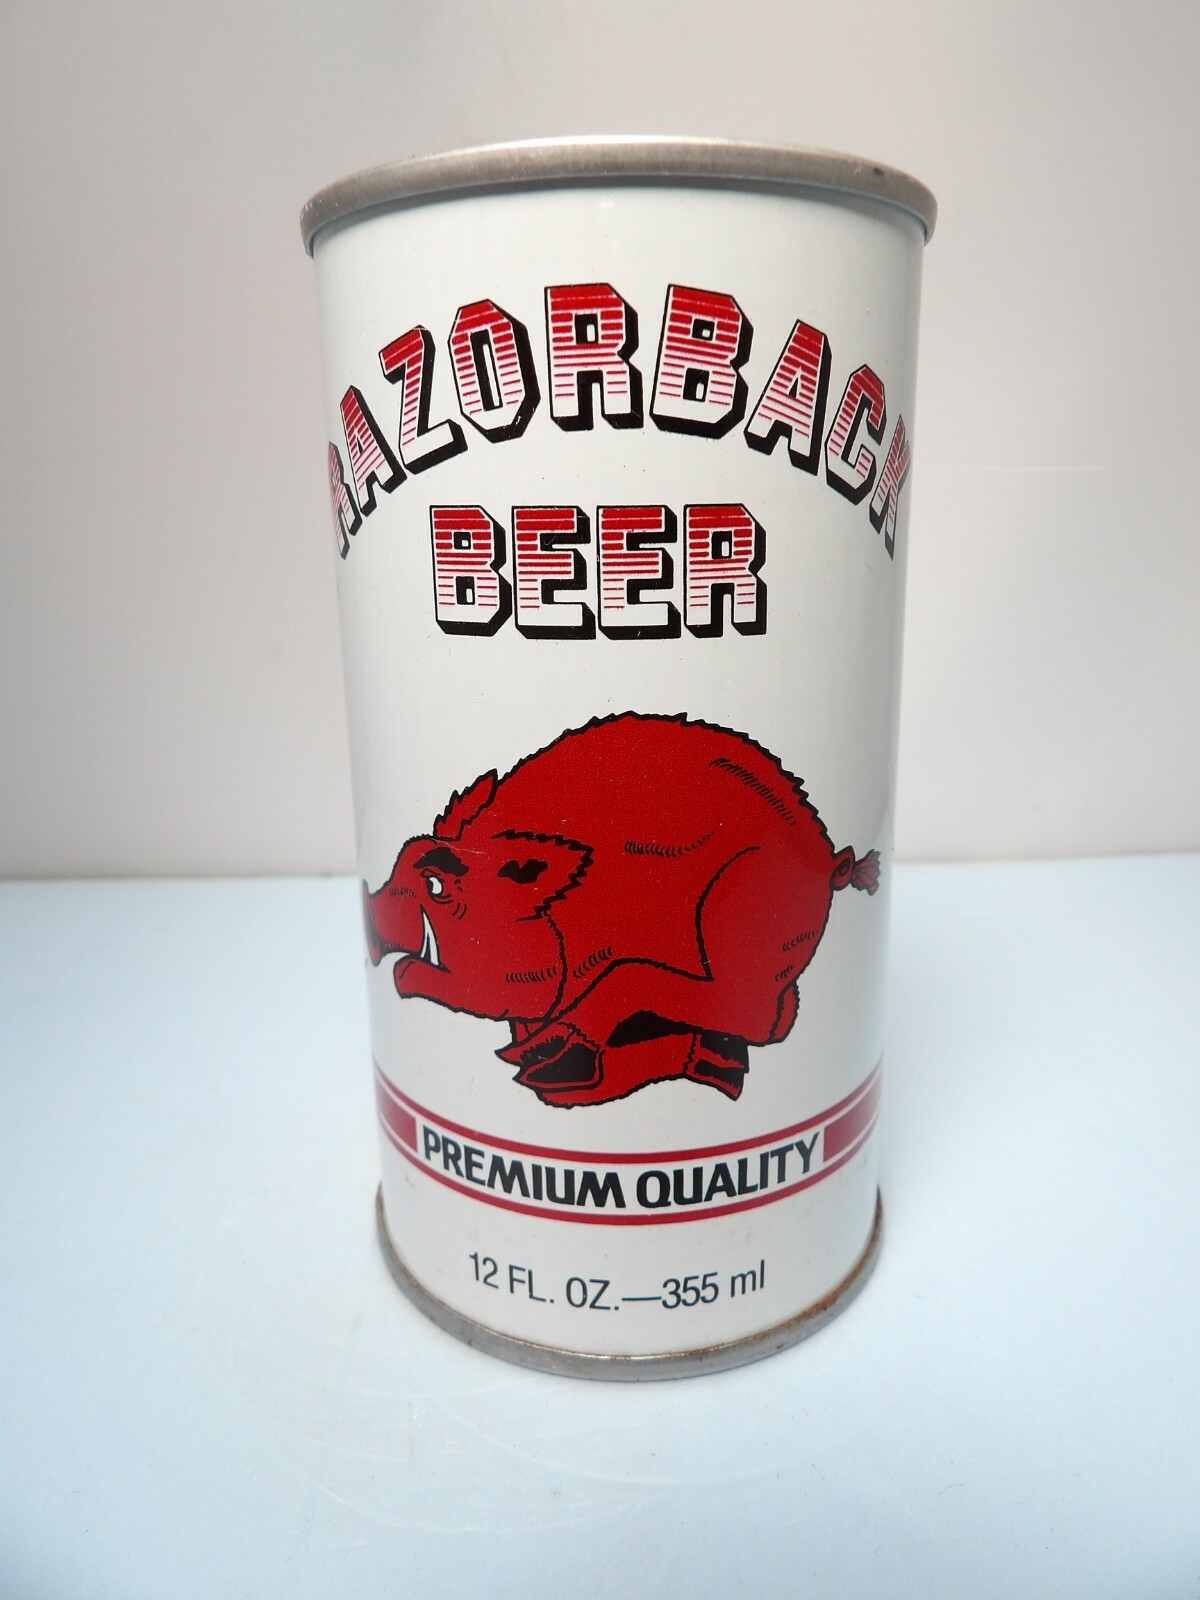 RAZORBACK
BEER
PREMIUM QUALITY
12 FL. OZ.—355 ml